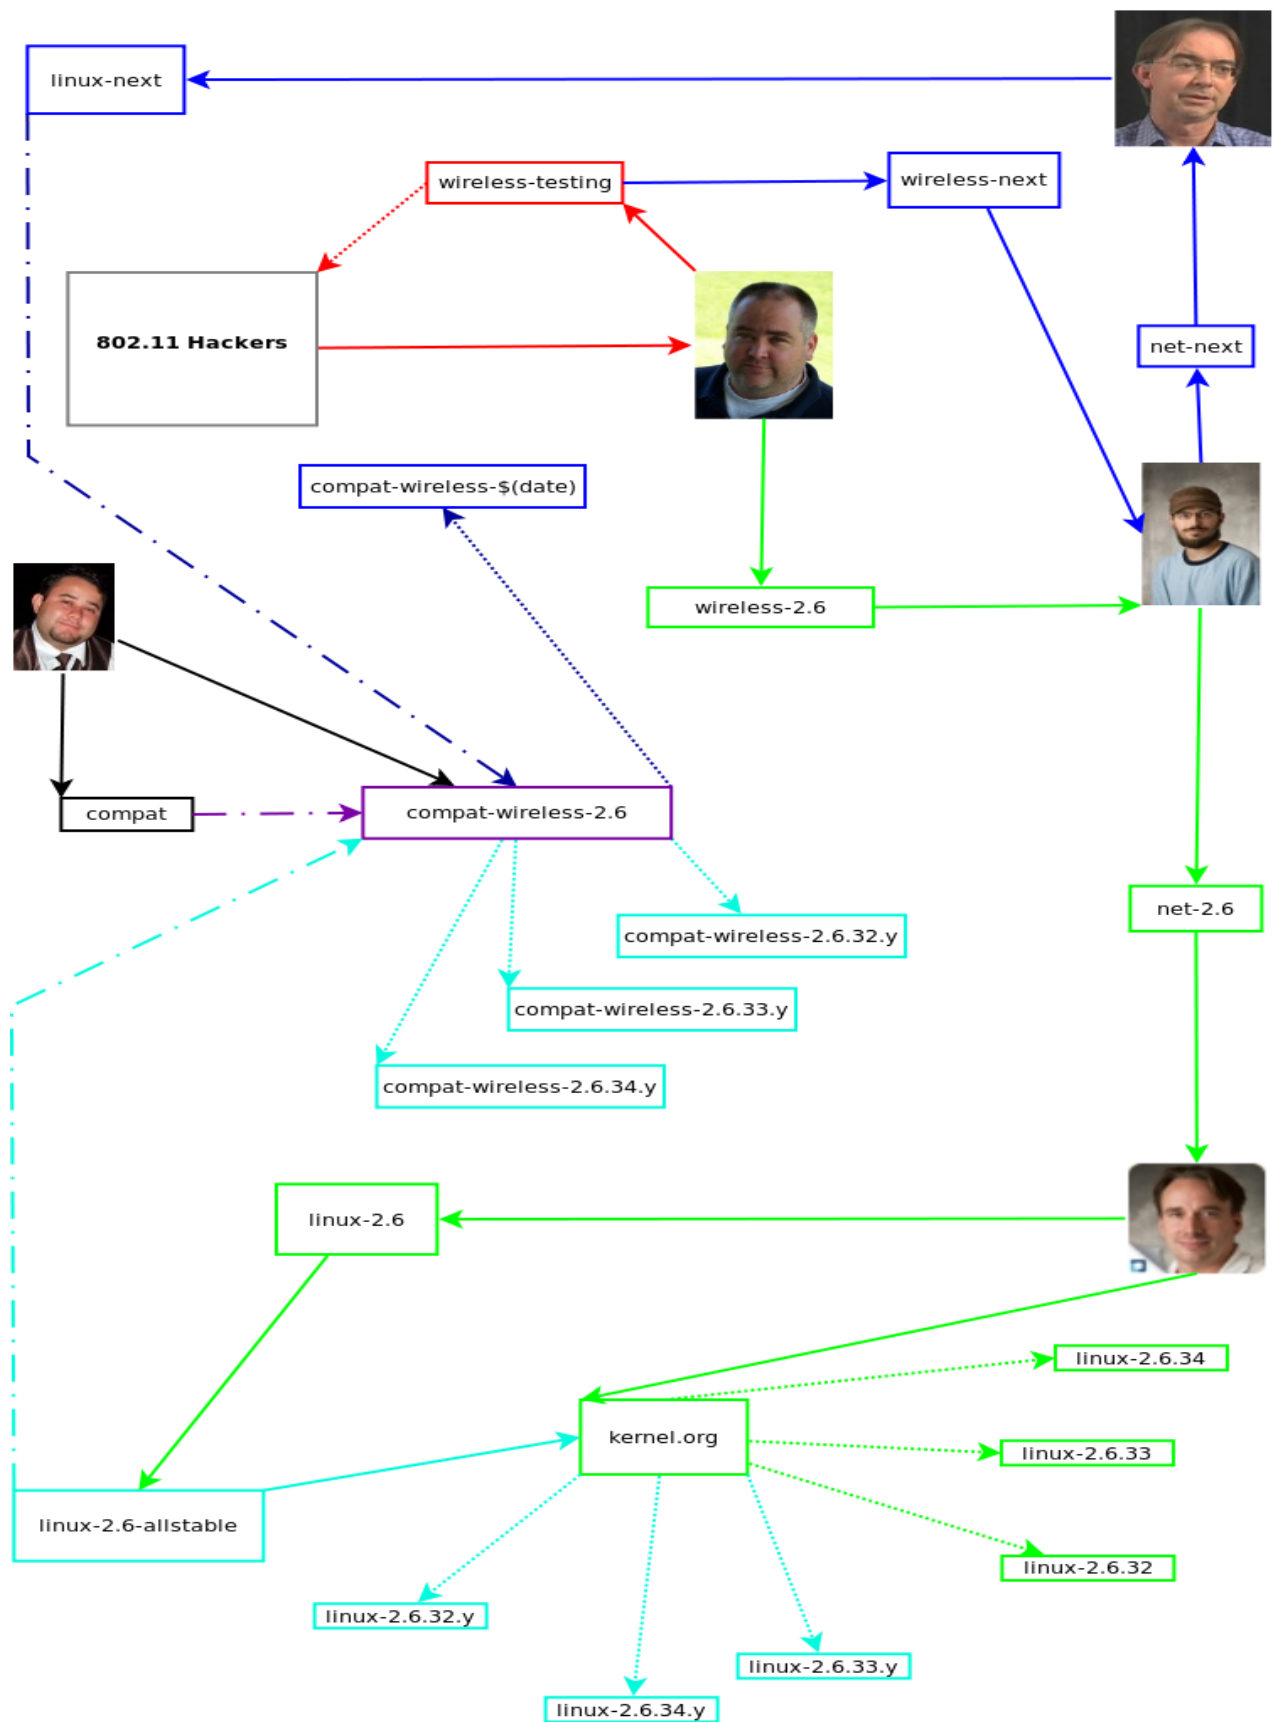 linux-next
wireless-testing
wireless-next
802.11 Hackers
net-next
compat-wireless-$(date)
wireless-2.6
compat
compat-wireless-2.6
net-2.6
compat-wireless-2.6.32.y
compat-wireless-2.6.33.y
compat-wireless-2.6.34.y
linux-2.6
linux-2.6.34
kernel.org
linux-2.6.33
linux-2.6-allstable
linux-2.6.32
linux-2.6.32.y
linux-2.6.33.y
linux-2.6.34.y